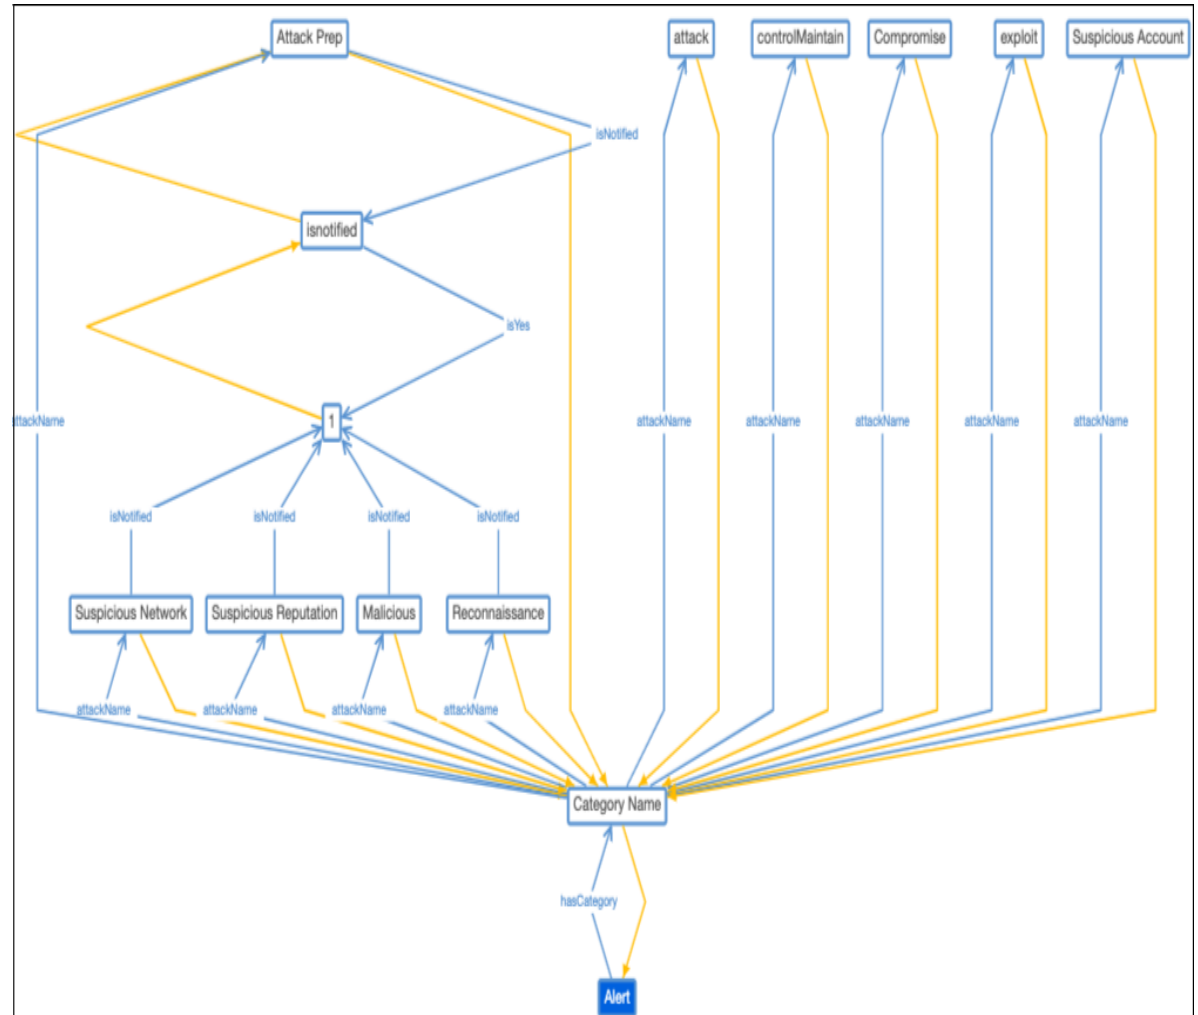 Attack Prep
attack
controlMaintain
Compromise
exploit
Suspicious Account
isNotified
isnotified
isYes
1
attackName
attackName
attackName
attackName
attackName
attackName
isNotified
isNotified
isNotified
isNotified
Suspicious Network
Suspicious Reputation
Malicious
Reconnaissance
attackName
attackName
attackName
attackName
Category Name
hasCategory
Alert